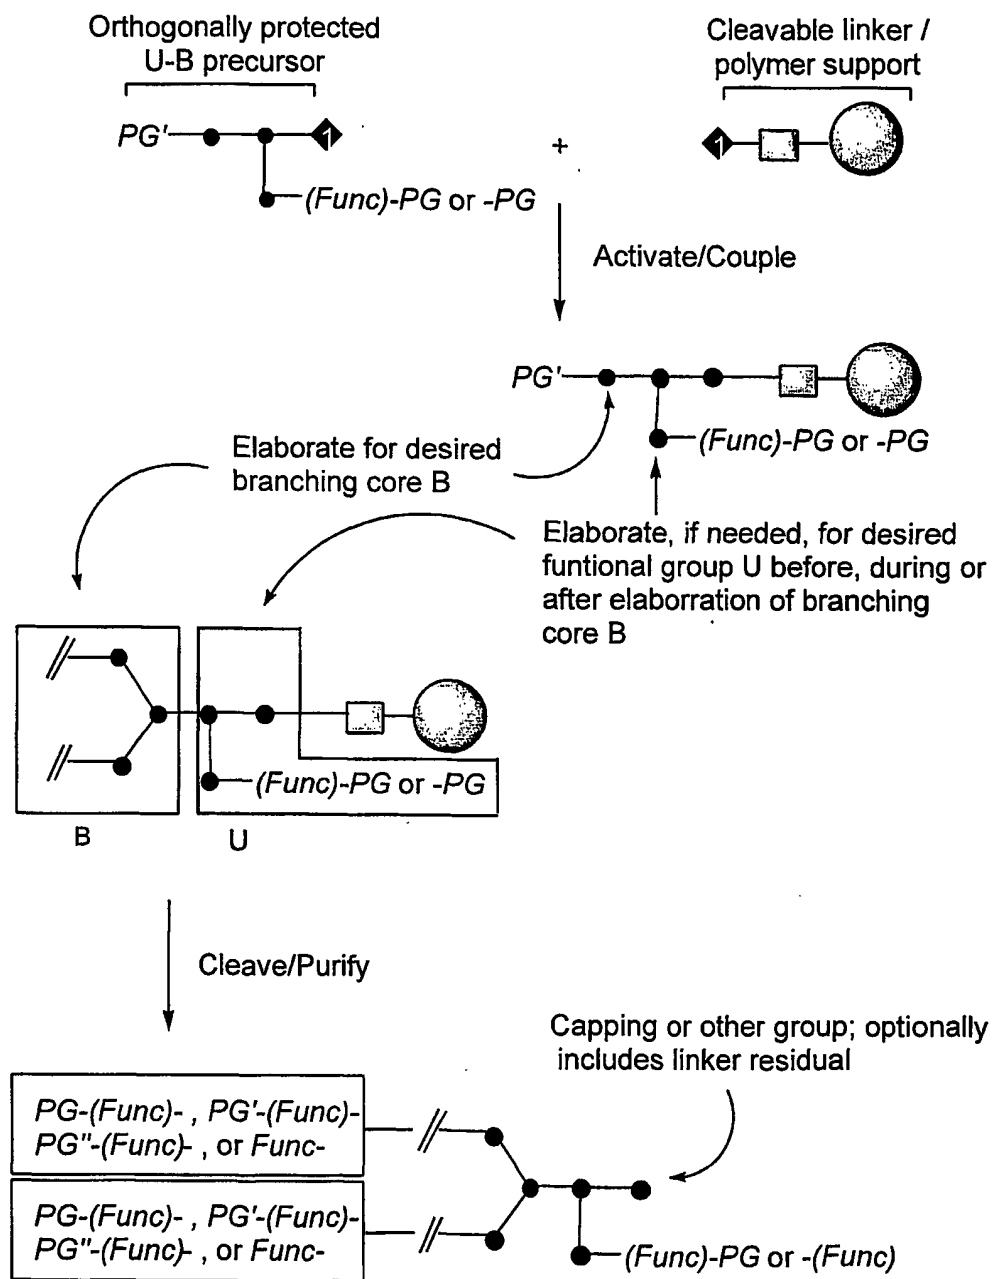 Orthogonally protected
U-B precursor
Cleavable linker /
polymer support
PG'
1
+
1
(Func)-PG or -PG
Activate/Couple
PG'
(Func)-PG or -PG
Elaborate for desired
branching core B
Elaborate, if needed, for desired
funtional group U before, during or
after elaborration of branching
core B
(Func)-PG or -PG
B
U
Cleave/Purify
Capping or other group; optionally
includes linker residual
PG-(Func)- , PG'-(Func)-
PG"-(Func)- , or Func-
PG-(Func)- , PG'-(Func)-
PG"-(Func)- , or Func-
(Func)-PG or -(Func)